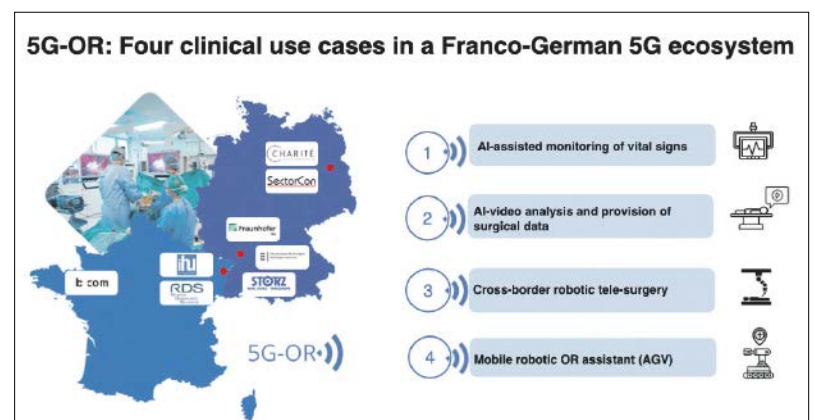 5G-OR: Four clinical use cases in a Franco-German 5G ecosystem
CHARITÉ
SectorCon
Fraunhofer
b com
ihu
RDS
STORZ
5G-OR
1
AI-assisted monitoring of vital signs
2
AI-video analysis and provision of
surgical data
3
Cross-border robotic tele-surgery
4
Mobile robotic OR assistant (AGV)